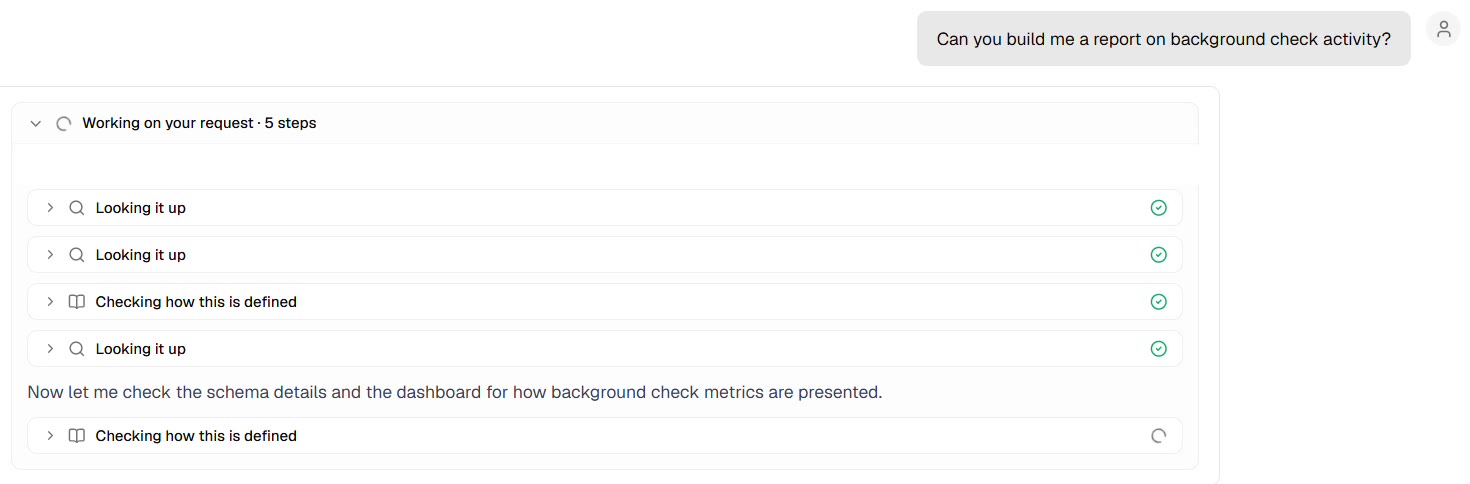 Can you build me a report on background check activity?
Working on your request · 5 steps
Looking it up
Looking it up
Checking how this is defined
Looking it up
Now let me check the schema details and the dashboard for how background check metrics are presented.
Checking how this is defined